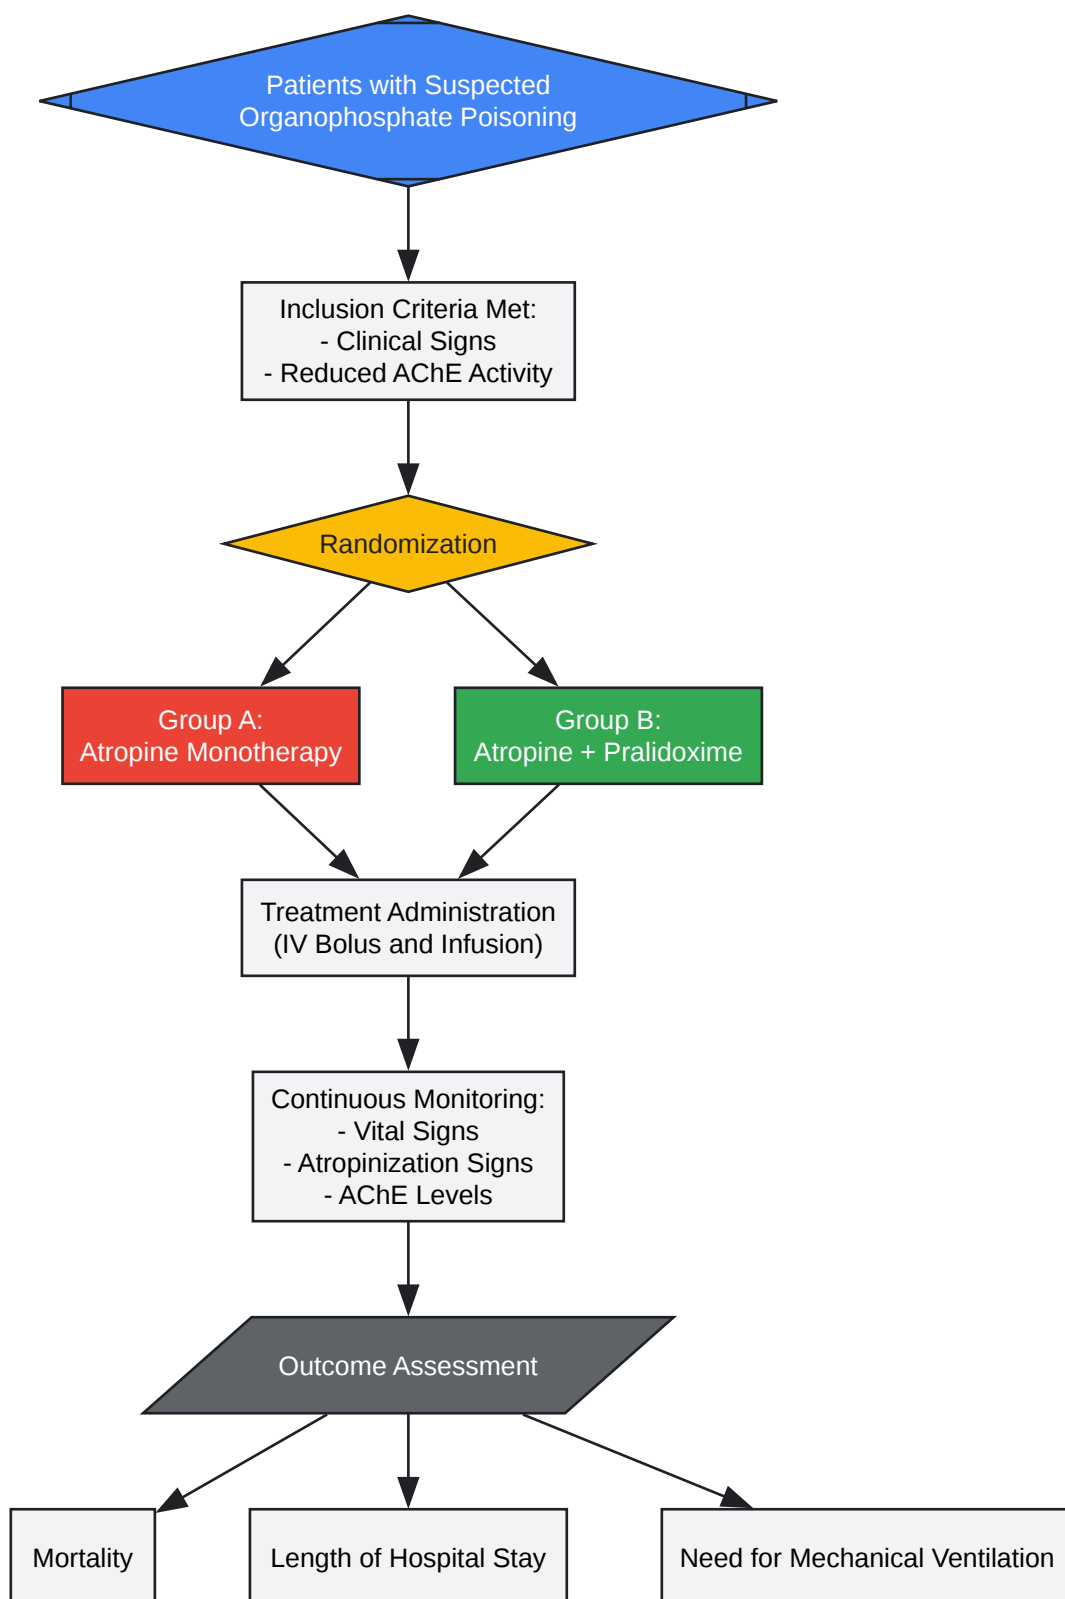 Patients with Suspected
Organophosphate Poisoning
Inclusion Criteria Met:
- Clinical Signs
- Reduced AChE Activity
Randomization
Group A:
Atropine Monotherapy
Group B:
Atropine + Pralidoxime
Treatment Administration
(IV Bolus and Infusion)
Continuous Monitoring:
- Vital Signs
- Atropinization Signs
- AChE Levels
Outcome Assessment
Mortality
Length of Hospital Stay
Need for Mechanical Ventilation